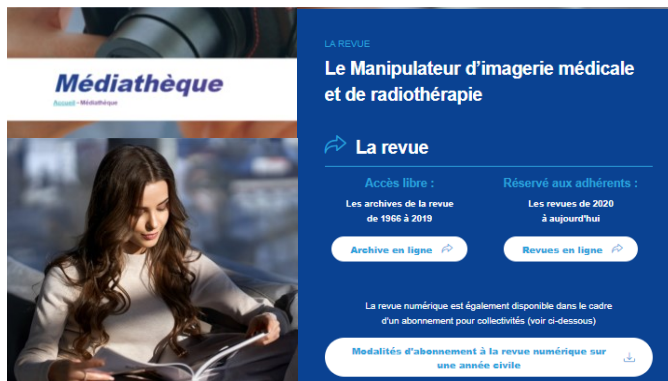 Médiathèque
Accueil - Médiathèque
LA REVUE
Le Manipulateur d'imagerie médicale
et de radiothérapie
La revue
Accès libre :
Les archives de la revue
de 1966 à 2019
Archive en ligne
Réservé aux adhérents :
Les revues de 2020
à aujourd'hui
Revues en ligne
La revue numérique est également disponible dans le cadre
d'un abonnement pour collectivités (voir ci-dessous)
Modalités d'abonnement à la revue numérique sur
une année civile